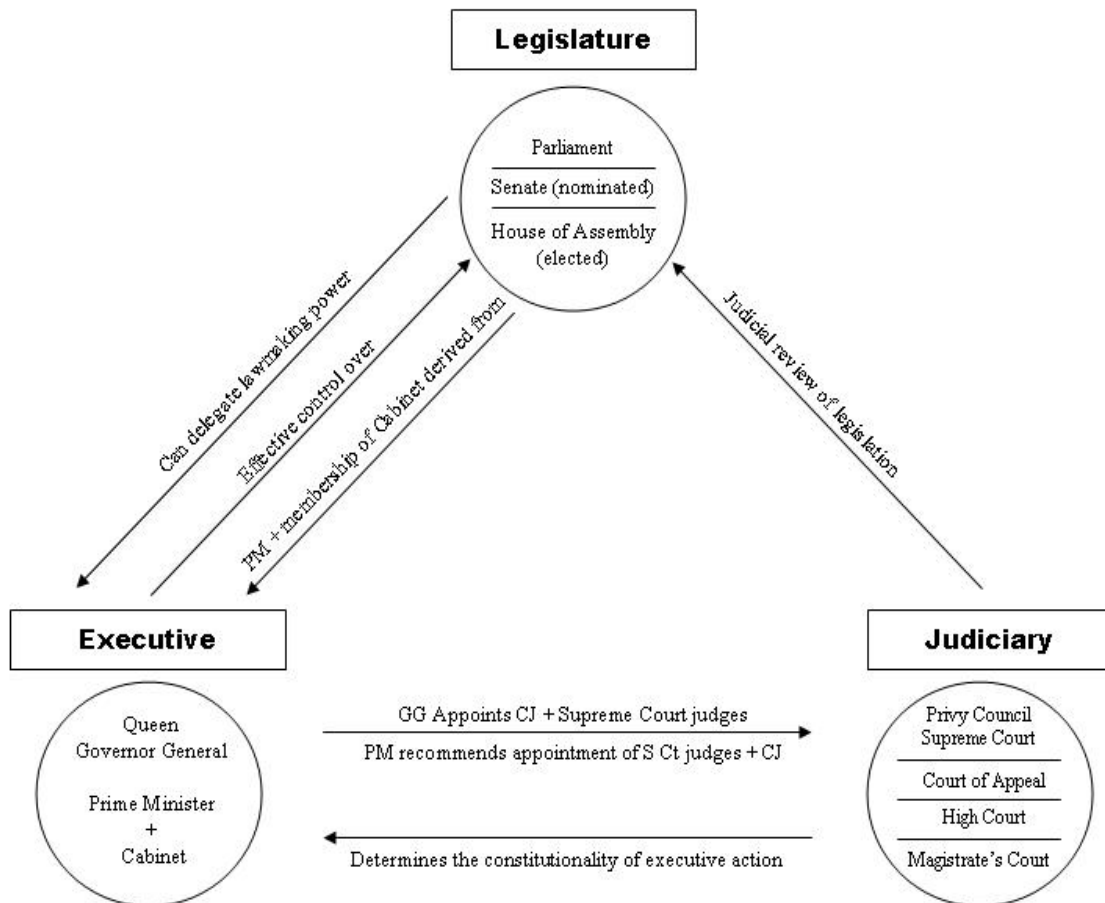 Legislature
Parliament
Senate (nominated)
House of Assembly
(elected)
Can delegate lawmaking power
Effective control over
PM + membership of Cabinet derived from
Judicial review of legislation
Executive
Judiciary
Queen
Governor General
Prime Minister
+
Cabinet
GG Appoints CJ + Supreme Court judges
PM recommends appointment of S Ct judges + CJ
Determines the constitutionality of executive action
Privy Council
Supreme Court
Court of Appeal
High Court
Magistrate's Court